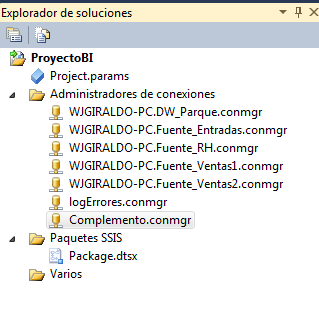 Explorador de soluciones
ProyectoBI
Project.params
Administradores de conexiones
WJGIRALDO-PC.DW_Parque.conmgr
WJGIRALDO-PC.Fuente_Entradas.conmgr
WJGIRALDO-PC.Fuente_RH.conmgr
WJGIRALDO-PC.Fuente_Ventas1.conmgr
WJGIRALDO-PC.Fuente_Ventas2.conmgr
logErrores.conmgr
Complemento.conmgr
Paquetes SSIS
Package.dtsx
Varios